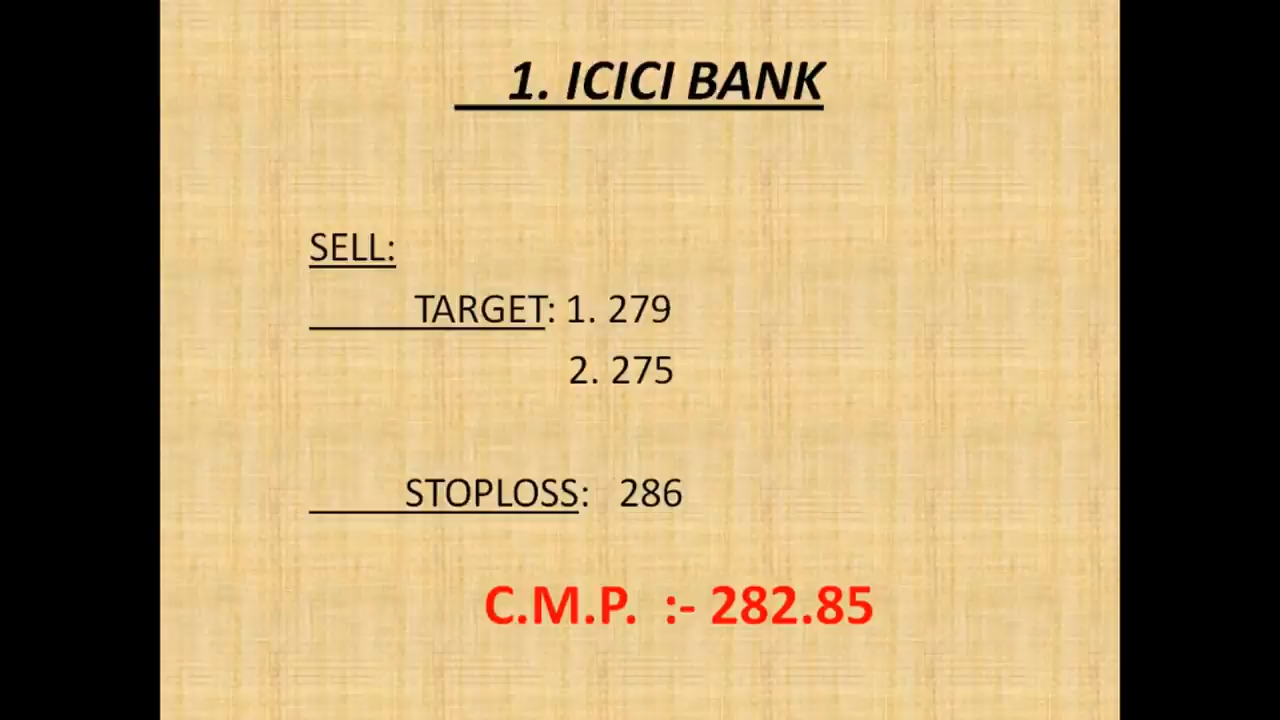 1. ICICI BANK
SELL:
TARGET: 1. 279
2. 275
STOPLOSS: 286
C.M.P. :- 282.85